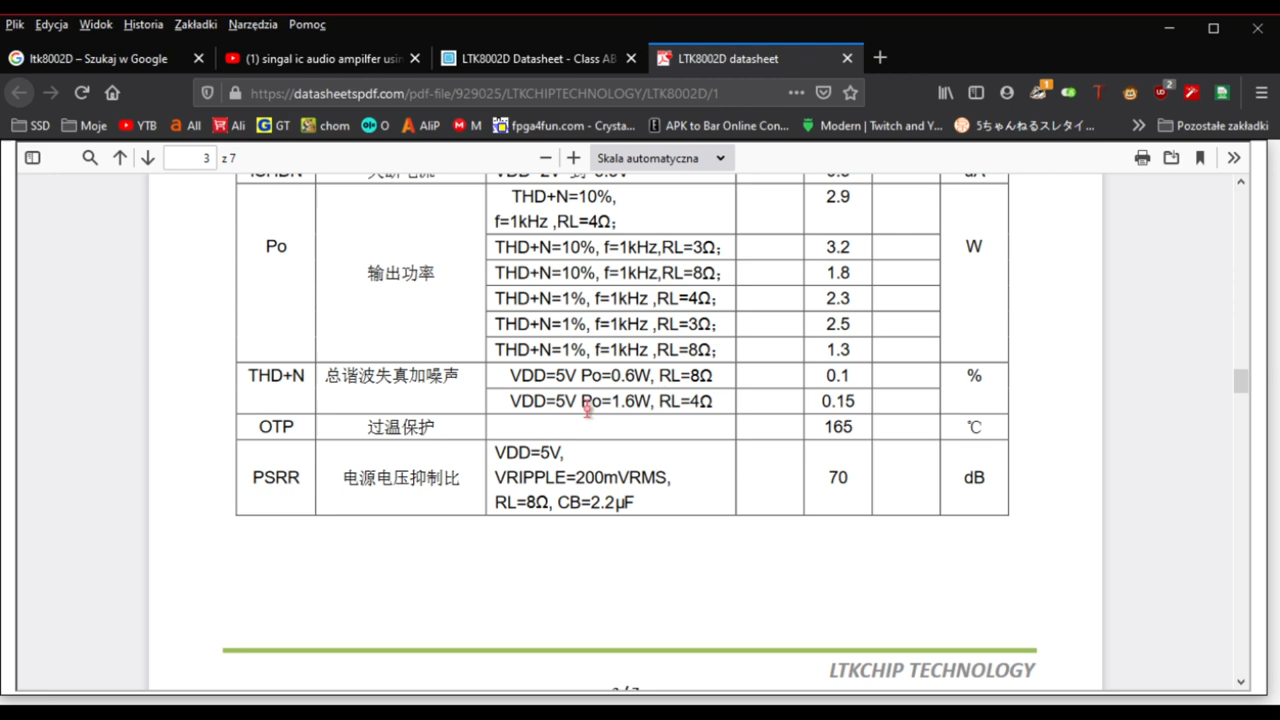 Plik Edycja Widok Historia Zakładki Narzędzia Pomoc
ltk8002D – Szukaj w Google
(1) singal ic audio ampilfer usin
LTK8002D Datasheet - Class AB
LTK8002D datasheet
https://datasheetspdf.com/pdf-file/929025/LTKCHIPTECHNOLOGY/LTK8002D/1
1
2
SSD Moje YTB All Ali GT chom O AliP M fpga4fun.com - Crysta... APK to Bar Online Con... Modern | Twitch and Y... 5ちゃんねるスレタイ... Pozostałe zakładki
3 z 7 Skala automatyczna
THD+N=10%, 2.9
f=1kHz ,RL=4Ω；
Po THD+N=10%, f=1kHz,RL=3Ω； 3.2 W
输出功率 THD+N=10%, f=1kHz,RL=8Ω； 1.8
THD+N=1%, f=1kHz ,RL=4Ω； 2.3
THD+N=1%, f=1kHz ,RL=3Ω； 2.5
THD+N=1%, f=1kHz ,RL=8Ω； 1.3
THD+N 总谐波失真加噪声 VDD=5V Po=0.6W, RL=8Ω 0.1 %
VDD=5V Po=1.6W, RL=4Ω 0.15
OTP 过温保护 165 ℃
VDD=5V,
PSRR 电源电压抑制比 VRIPPLE=200mVRMS, 70 dB
RL=8Ω, CB=2.2μF
LTKCHIP TECHNOLOGY